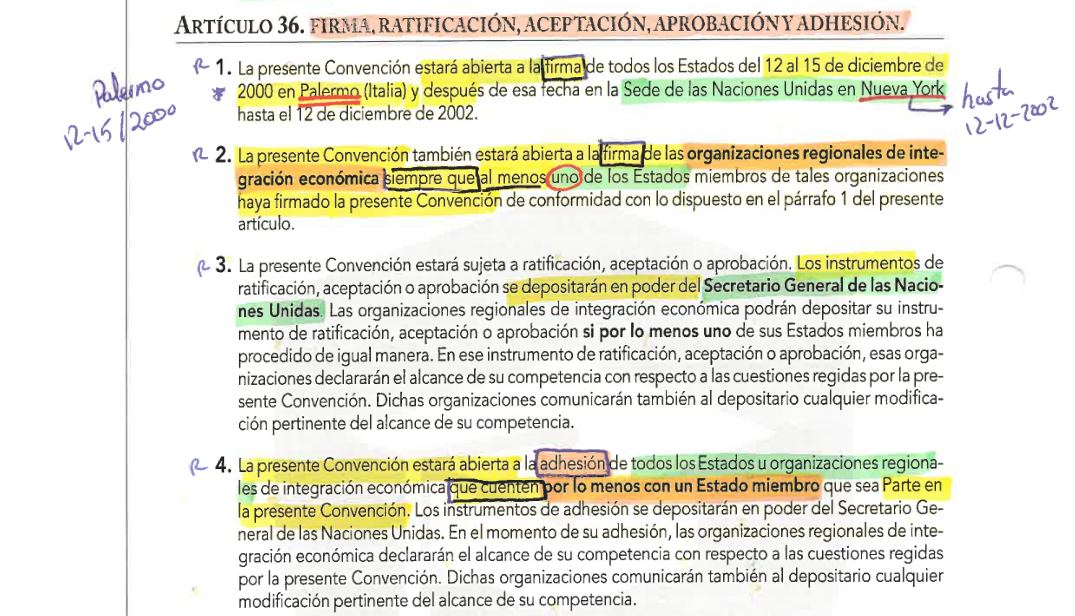 ARTÍCULO 36. FIRMA, RATIFICACIÓN, ACEPTACIÓN, APROBACIÓN Y ADHESIÓN.
R 1. La presente Convención estará abierta a la firma de todos los Estados del 12 al 15 de diciembre de
* 2000 en Palermo (Italia) y después de esa fecha en la Sede de las Naciones Unidas en Nueva York
hasta el 12 de diciembre de 2002.
Palermo
12-15/2000
hasta
12-12-2002
R 2. La presente Convención también estará abierta a la firma de las organizaciones regionales de inte-
gración económica siempre que al menos uno de los Estados miembros de tales organizaciones
haya firmado la presente Convención de conformidad con lo dispuesto en el párrafo 1 del presente
artículo.
R 3. La presente Convención estará sujeta a ratificación, aceptación o aprobación. Los instrumentos de
ratificación, aceptación o aprobación se depositarán en poder del Secretario General de las Nacio-
nes Unidas. Las organizaciones regionales de integración económica podrán depositar su instru-
mento de ratificación, aceptación o aprobación si por lo menos uno de sus Estados miembros ha
procedido de igual manera. En ese instrumento de ratificación, aceptación o aprobación, esas orga-
nizaciones declararán el alcance de su competencia con respecto a las cuestiones regidas por la pre-
sente Convención. Dichas organizaciones comunicarán también al depositario cualquier modifica-
ción pertinente del alcance de su competencia.
R 4. La presente Convención estará abierta a la adhesión de todos los Estados u organizaciones regiona-
les de integración económica que cuenten por lo menos con un Estado miembro que sea Parte en
la presente Convención. Los instrumentos de adhesión se depositarán en poder del Secretario Ge-
neral de las Naciones Unidas. En el momento de su adhesión, las organizaciones regionales de inte-
gración económica declararán el alcance de su competencia con respecto a las cuestiones regidas
por la presente Convención. Dichas organizaciones comunicarán también al depositario cualquier
modificación pertinente del alcance de su competencia.